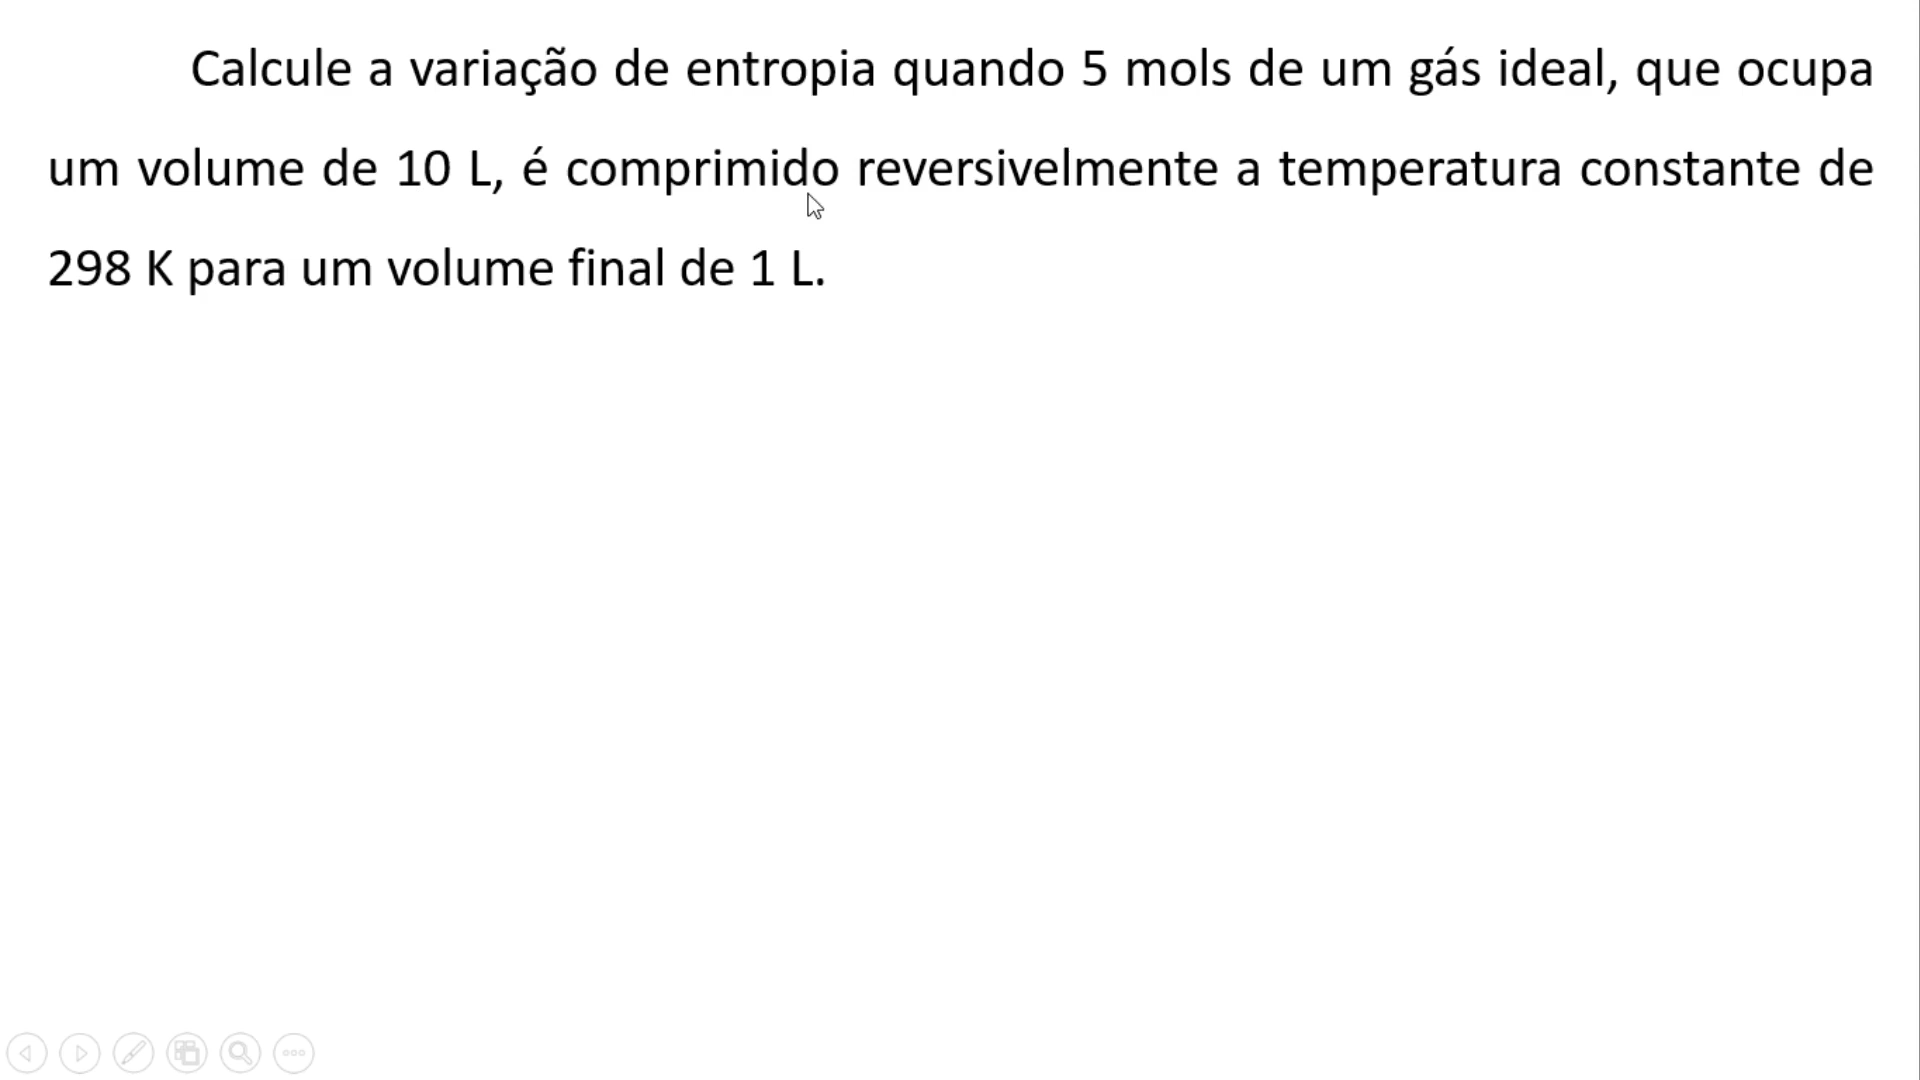 Calcule a variação de entropia quando 5 mols de um gás ideal, que ocupa
um volume de 10 L, é comprimido reversivelmente a temperatura constante de
298 K para um volume final de 1 L.